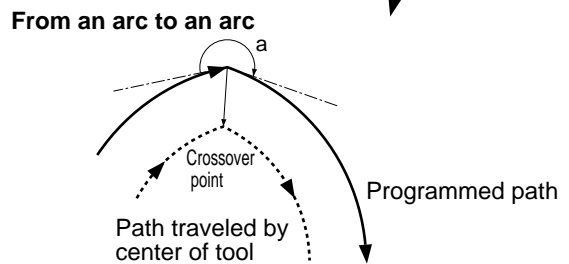 From an arc to an arc
a
Crossover
point
Programmed path
Path traveled by
center of tool